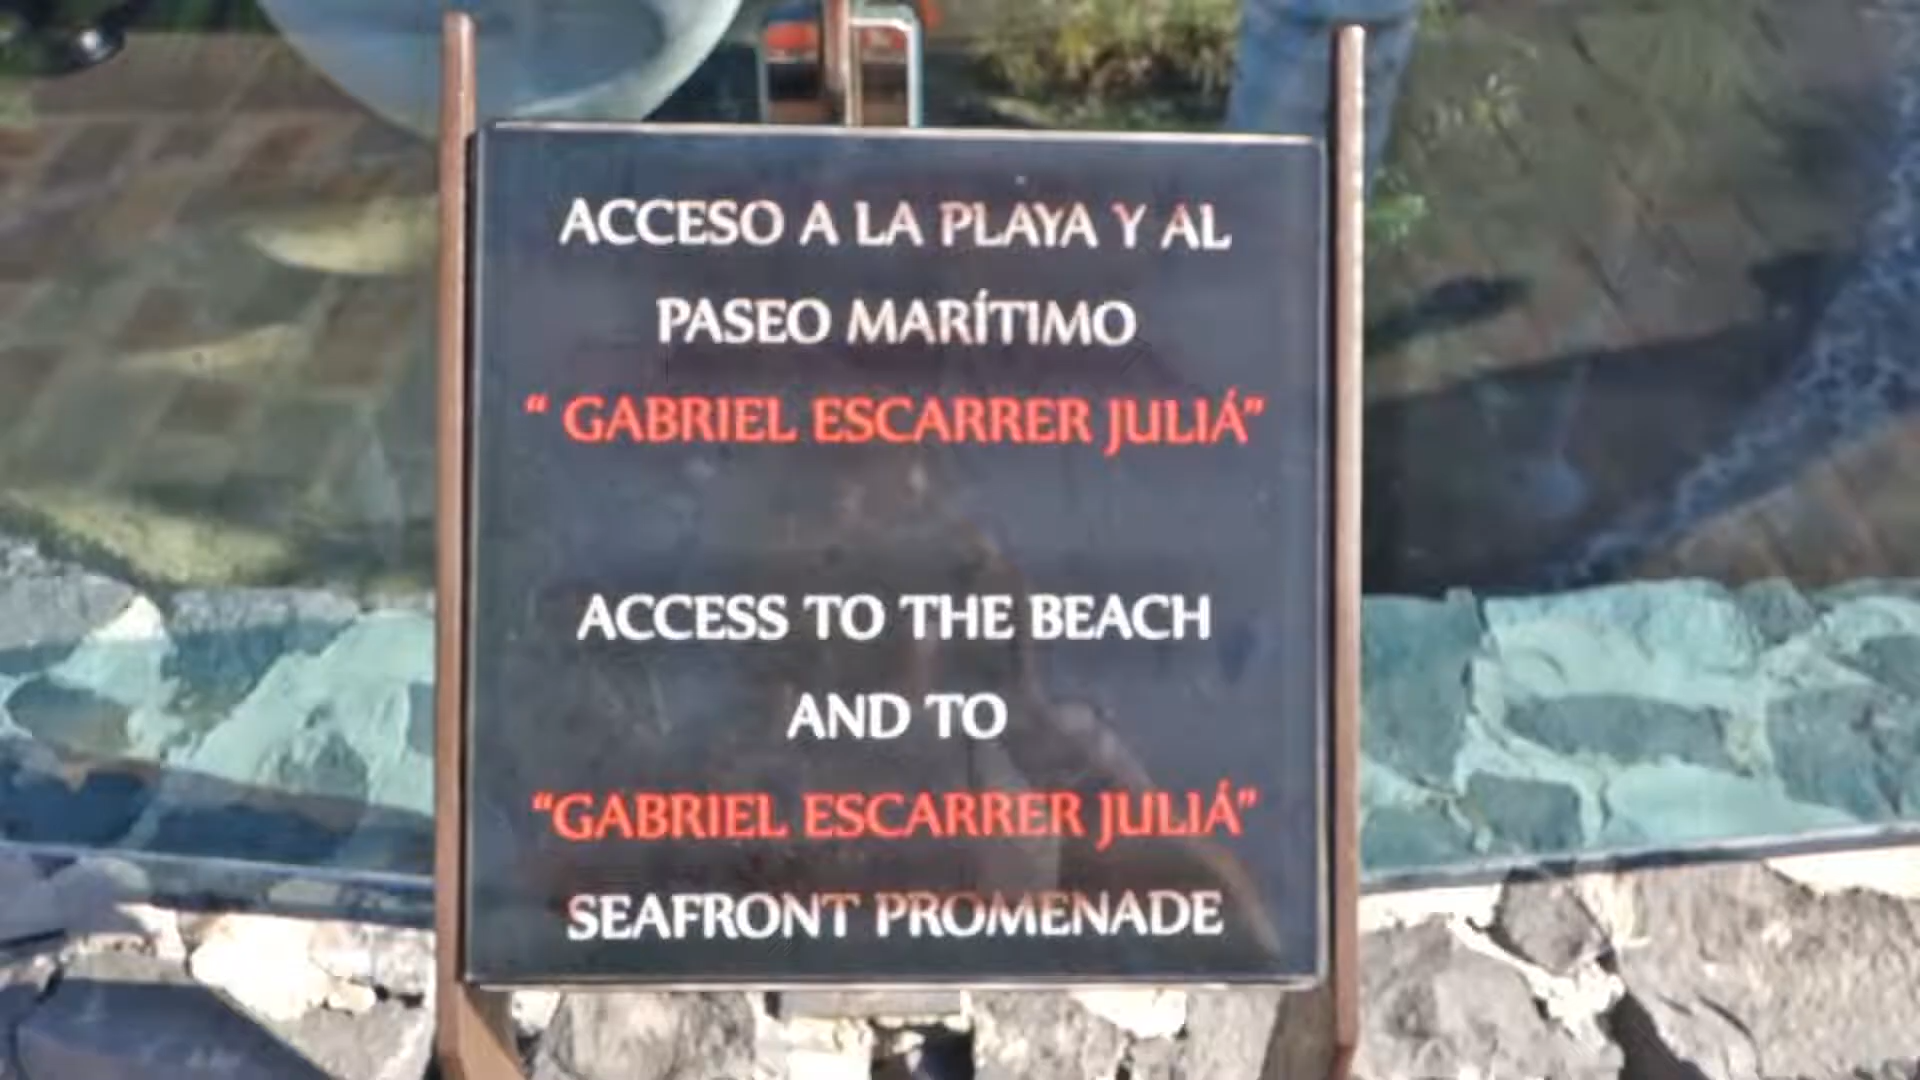 ACCESO A LA PLAYA Y AL
PASEO MARÍTIMO
“ GABRIEL ESCARRER JULIÁ”
ACCESS TO THE BEACH
AND TO
“GABRIEL ESCARRER JULIÁ”
SEAFRONT PROMENADE